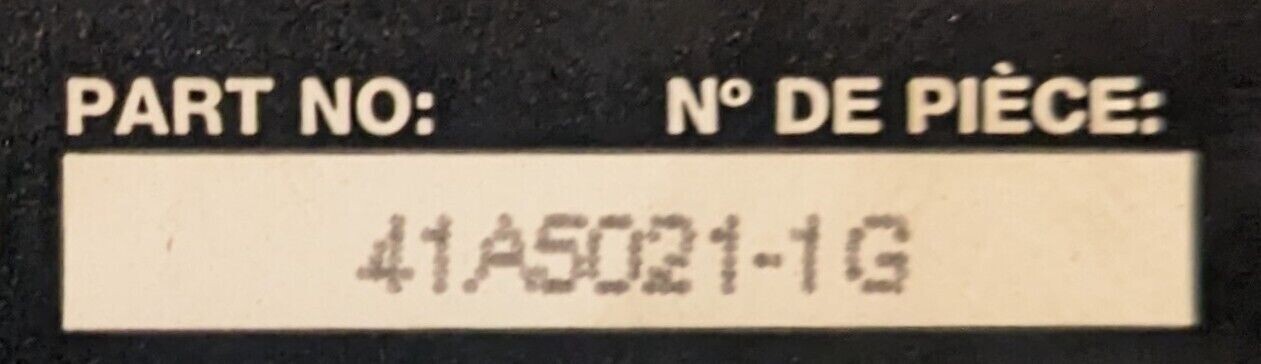 PART NO: Nº DE PIÈCE:
41A5021-1G